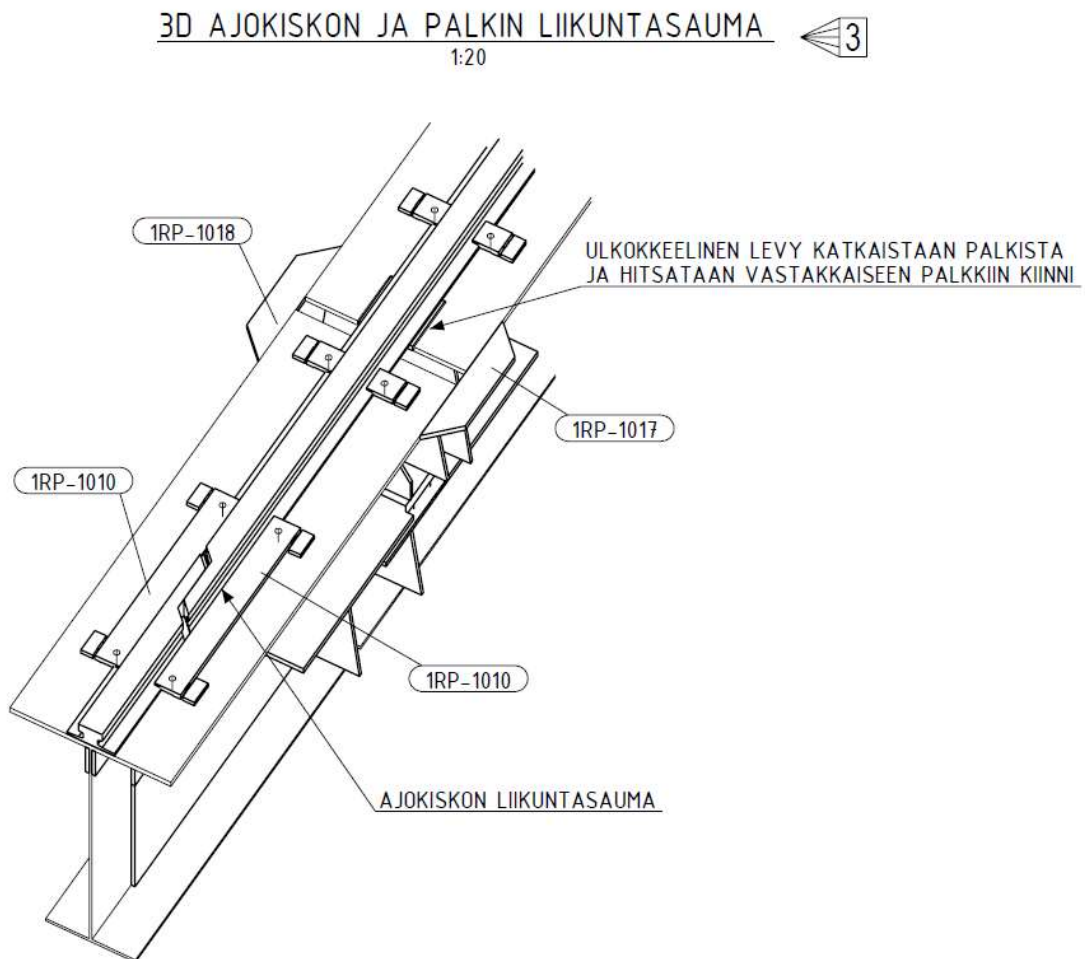 3D AJOKISKON JA PALKIN LIIKUNTASAUMA
3
1:20
1RP-1018
ULKOKKEELINEN LEVY KATKAISTAAN PALKISTA
JA HITSATAAN VASTAKKAISEEN PALKKIIN KIINNI
1RP-1017
1RP-1010
1RP-1010
AJOKISKON LIIKUNTASAUMA